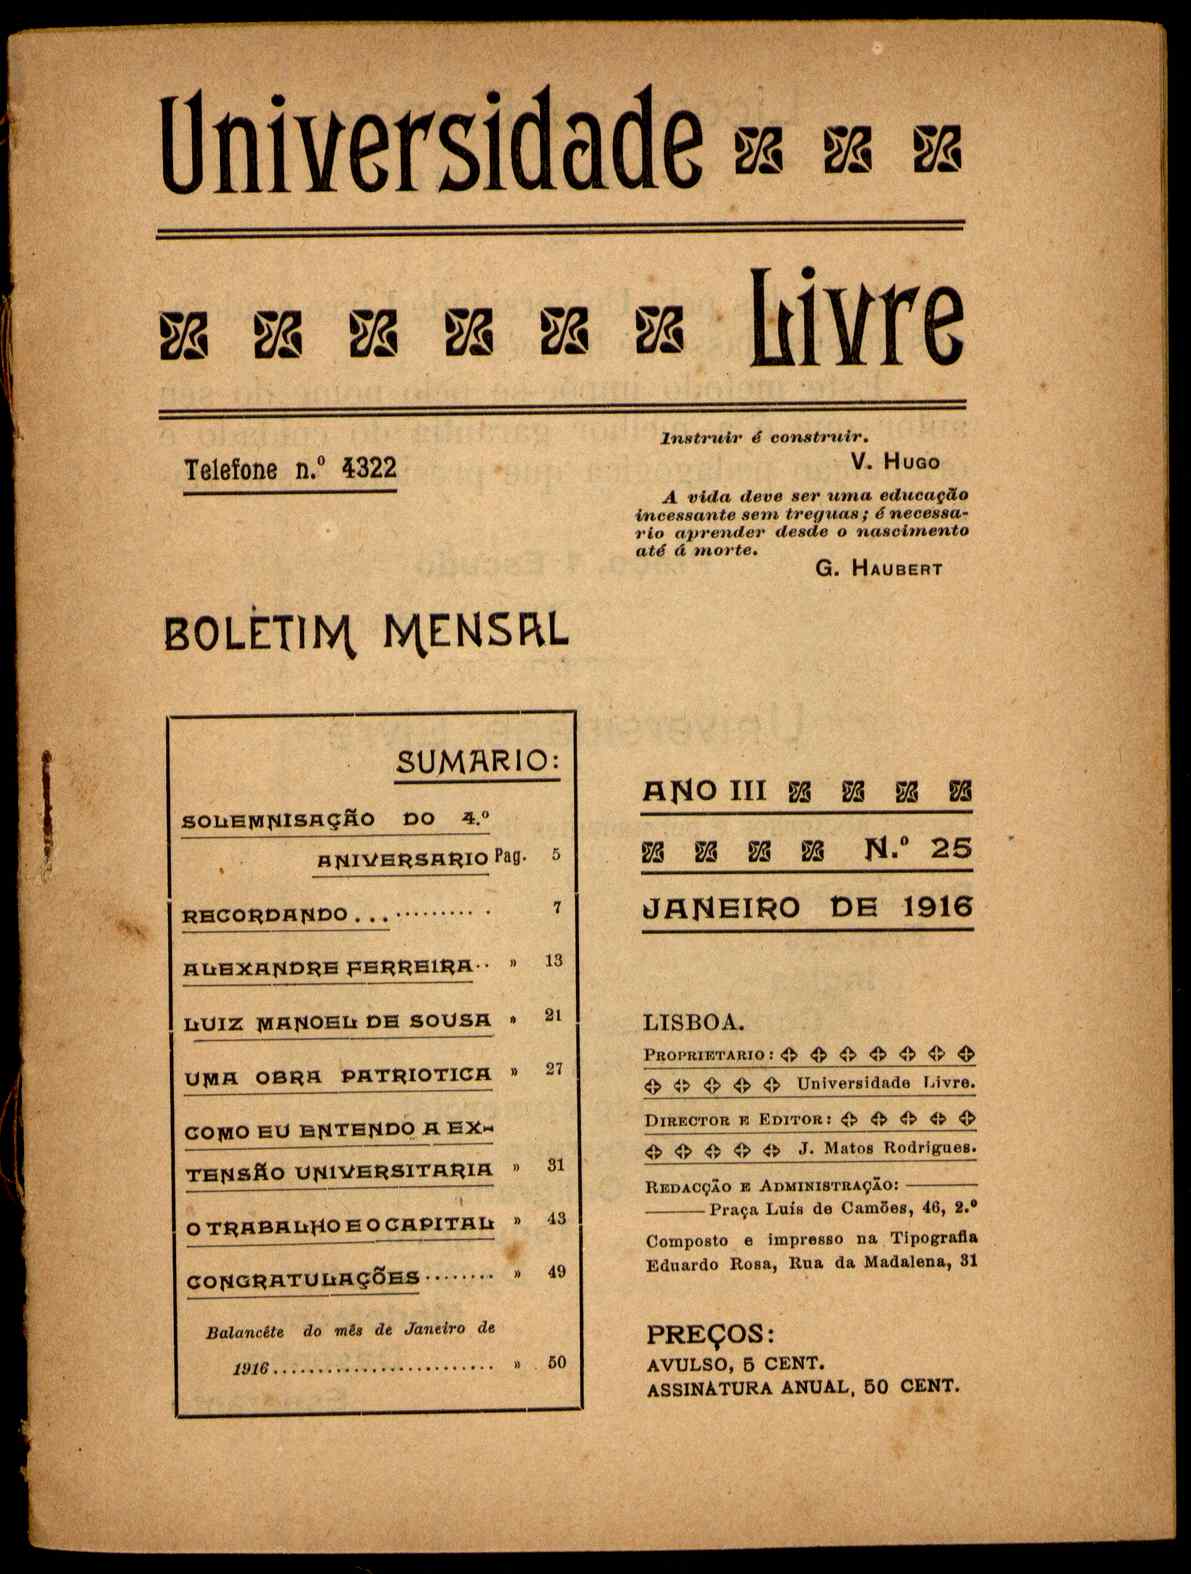 Universidade
Livre
Telefone n.º 4322
Instruir é construir.
V. HUGO
A vida deve ser uma educação
incessante sem treguas; é necessa-
rio aprender desde o nascimento
até á morte.
G. HAUBERT
BOLÈTIM MENSAL
SUMARIO:
SOLEMNISAÇÃO DO 4.º
ANIVERSARIO Pag. 5
RECORDANDO... .......... 7
ALEXANDRE FERREIRA.. » 13
LUIZ MANOEL DE SOUSA » 21
UMA OBRA PATRIOTICA » 27
COMO EU ENTENDO A EX-
TENSÃO UNIVERSITARIA » 31
O TRABALHO E O CAPITAL » 43
CONGRATULAÇÕES ........ » 49
Balancête do mês de Janeiro de
1916......................... » 50
ANO III
N.º 25
JANEIRO DE 1916
LISBOA.
PROPRIETARIO:
Universidade Livre.
DIRECTOR E EDITOR:
J. Matos Rodrigues.
REDACÇÃO E ADMINISTRAÇÃO:
Praça Luís de Camões, 46, 2.º
Composto e impresso na Tipografia
Eduardo Rosa, Rua da Madalena, 31
PREÇOS:
AVULSO, 5 CENT.
ASSINATURA ANUAL, 50 CENT.